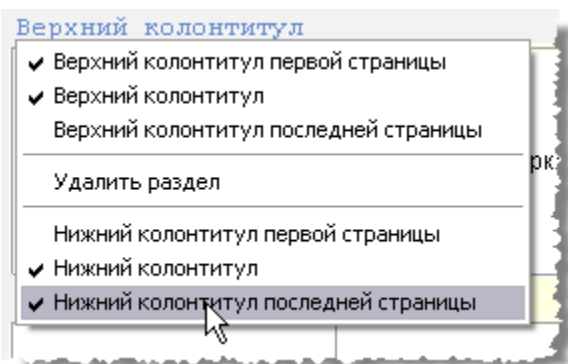 Верхний колонтитул
Верхний колонтитул первой страницы
Верхний колонтитул
Верхний колонтитул последней страницы
рк
Удалить раздел
Нижний колонтитул первой страницы
Нижний колонтитул
Нижний колонтитул последней страницы